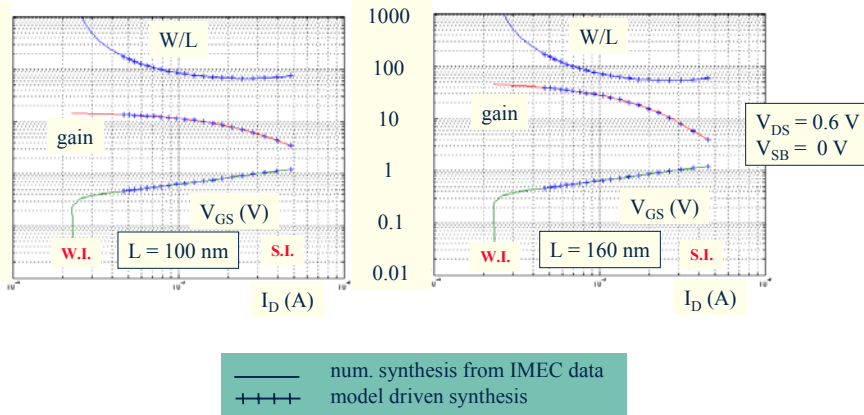 W/L
gain
V_GS (V)
W.I.
L = 100 nm
S.I.
I_D (A)
1000
100
10
1
0.1
0.01
W/L
gain
V_GS (V)
W.I.
L = 160 nm
S.I.
I_D (A)
V_DS = 0.6 V
V_SB = 0 V
num. synthesis from IMEC data
model driven synthesis